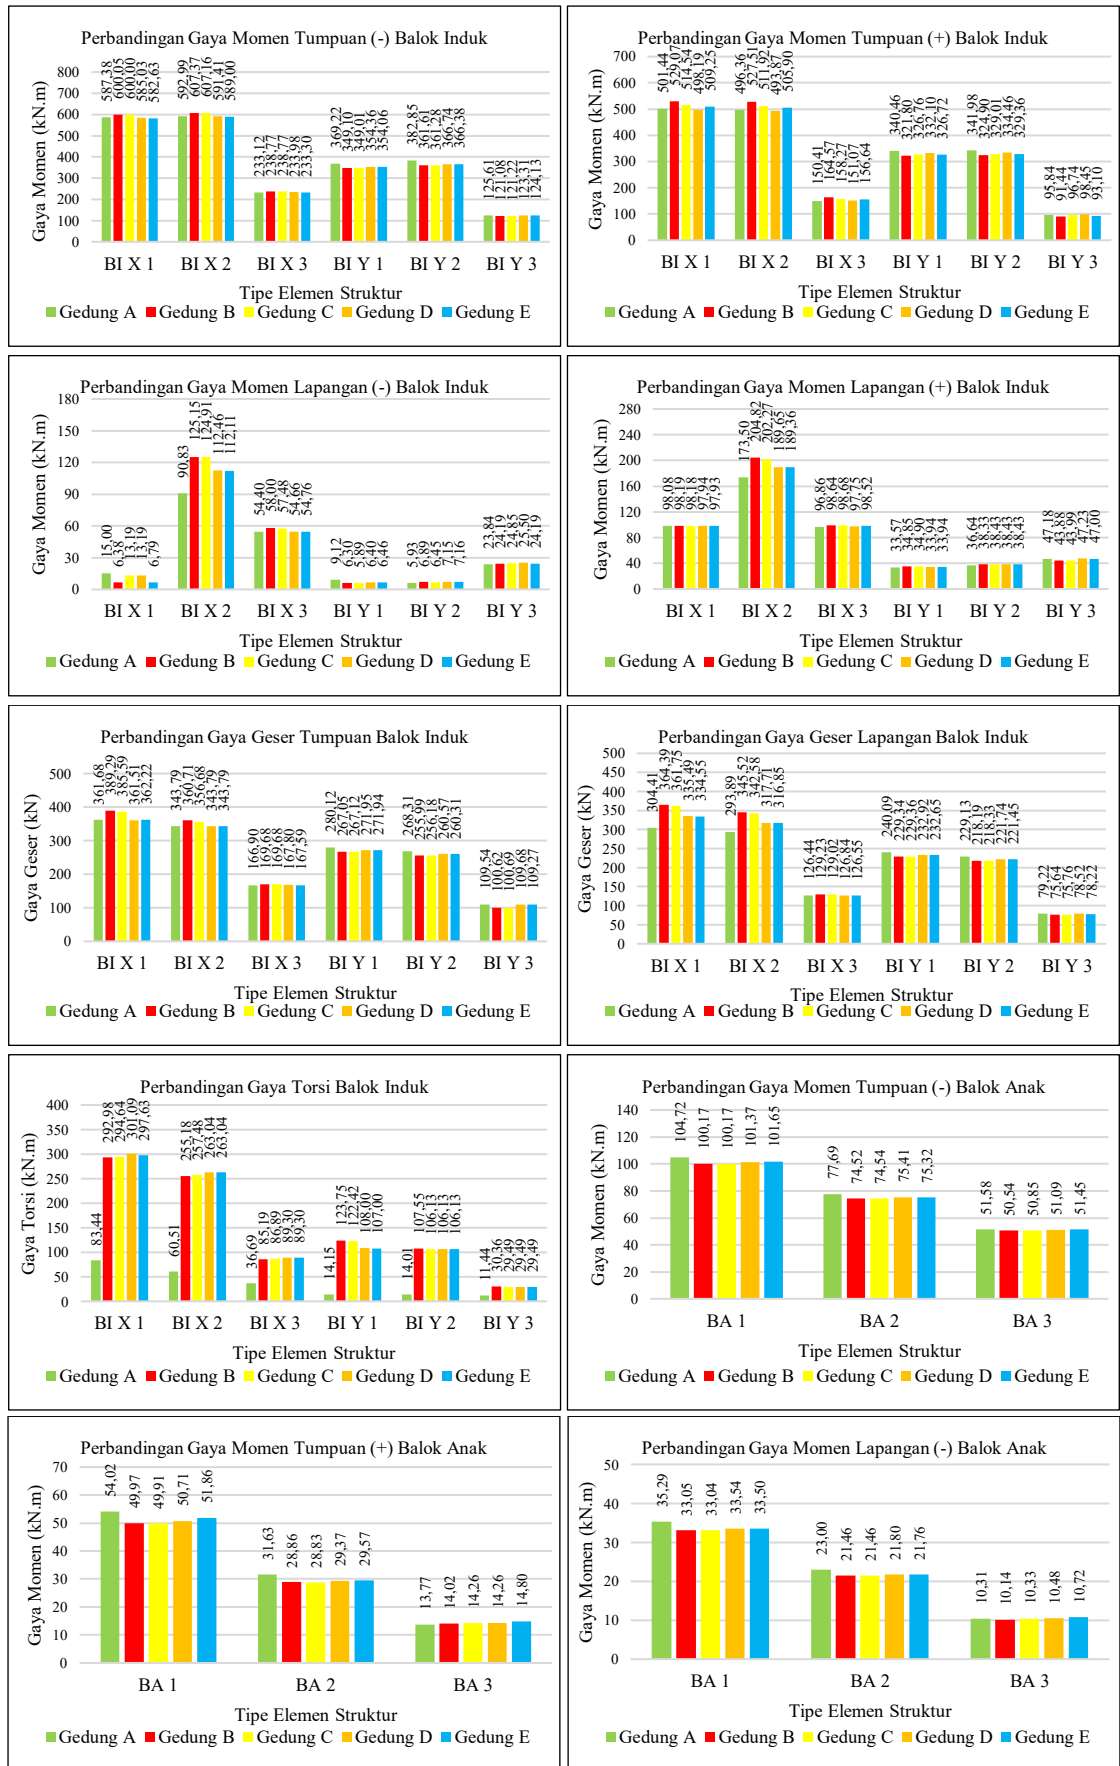 Perbandingan Gaya Momen Tumpuan (-) Balok Induk
Gaya Momen (kN.m)
800
700
600
500
400
300
200
100
0
587,38 600,05 600,00 585,03 582,63
592,99 607,37 607,16 591,41 589,00
233,12 238,77 238,77 233,98 233,30
369,22 349,10 349,01 354,36 354,06
382,85 361,61 361,28 366,74 366,38
125,61 121,08 121,22 123,31 124,13
BI X 1 BI X 2 BI X 3 BI Y 1 BI Y 2 BI Y 3
Tipe Elemen Struktur
Gedung A Gedung B Gedung C Gedung D Gedung E
Perbandingan Gaya Momen Tumpuan (+) Balok Induk
Gaya Momen (kN.m)
700
600
500
400
300
200
100
0
501,44 529,07 514,54 498,19 509,25
496,36 527,51 511,92 493,87 505,90
150,41 164,57 158,27 151,07 156,64
340,46 321,80 326,76 332,10 326,72
341,98 324,90 329,01 334,46 329,36
95,84 91,44 96,74 98,45 93,10
BI X 1 BI X 2 BI X 3 BI Y 1 BI Y 2 BI Y 3
Tipe Elemen Struktur
Gedung A Gedung B Gedung C Gedung D Gedung E
Perbandingan Gaya Momen Lapangan (-) Balok Induk
Gaya Momen (kN.m)
180
150
120
90
60
30
0
15,00 6,38 13,19 13,19 6,79
90,83 125,15 124,91 112,46 112,11
54,40 58,00 57,48 54,66 54,76
9,12 6,30 5,89 6,40 6,46
5,93 6,89 6,45 7,15 7,16
23,84 24,19 24,85 25,50 24,19
BI X 1 BI X 2 BI X 3 BI Y 1 BI Y 2 BI Y 3
Tipe Elemen Struktur
Gedung A Gedung B Gedung C Gedung D Gedung E
Perbandingan Gaya Momen Lapangan (+) Balok Induk
Gaya Momen (kN.m)
280
240
200
160
120
80
40
0
98,08 98,19 98,18 97,94 97,93
173,50 204,82 202,27 189,65 189,36
96,86 98,64 98,68 97,75 98,52
33,57 34,85 34,90 33,94 33,94
36,64 38,33 38,43 38,43 38,43
47,18 43,88 43,99 47,23 47,00
BI X 1 BI X 2 BI X 3 BI Y 1 BI Y 2 BI Y 3
Tipe Elemen Struktur
Gedung A Gedung B Gedung C Gedung D Gedung E
Perbandingan Gaya Geser Tumpuan Balok Induk
Gaya Geser (kN)
500
400
300
200
100
0
361,68 389,29 385,59 361,51 362,22
343,79 360,71 356,68 343,79 343,79
166,90 169,68 169,68 167,80 167,59
280,12 267,05 267,12 271,95 271,94
268,31 255,99 256,18 260,57 260,31
109,54 100,62 100,69 109,68 109,27
BI X 1 BI X 2 BI X 3 BI Y 1 BI Y 2 BI Y 3
Tipe Elemen Struktur
Gedung A Gedung B Gedung C Gedung D Gedung E
Perbandingan Gaya Geser Lapangan Balok Induk
Gaya Geser (kN)
500
450
400
350
300
250
200
150
100
50
0
304,41 364,39 361,75 335,49 334,55
293,89 345,52 342,58 317,71 316,85
126,44 129,23 129,02 126,84 126,55
240,09 229,34 229,36 232,92 232,65
229,13 218,19 218,33 221,74 221,45
79,22 75,64 75,76 78,52 78,22
BI X 1 BI X 2 BI X 3 BI Y 1 BI Y 2 BI Y 3
Tipe Elemen Struktur
Gedung A Gedung B Gedung C Gedung D Gedung E
Perbandingan Gaya Torsi Balok Induk
Gaya Torsi (kN.m)
400
350
300
250
200
150
100
50
0
83,44 292,98 294,64 301,09 297,63
60,51 255,18 257,48 263,04 263,04
36,69 85,19 86,89 89,30 89,30
14,15 123,75 122,42 108,00 107,00
14,01 107,55 106,13 106,13 106,13
11,44 30,36 29,49 29,49 29,49
BI X 1 BI X 2 BI X 3 BI Y 1 BI Y 2 BI Y 3
Tipe Elemen Struktur
Gedung A Gedung B Gedung C Gedung D Gedung E
Perbandingan Gaya Momen Tumpuan (-) Balok Anak
Gaya Momen (kN.m)
140
120
100
80
60
40
20
0
104,72 100,17 100,17 101,37 101,65
77,69 74,52 74,54 75,41 75,32
51,58 50,54 50,85 51,09 51,45
BA 1 BA 2 BA 3
Tipe Elemen Struktur
Gedung A Gedung B Gedung C Gedung D Gedung E
Perbandingan Gaya Momen Tumpuan (+) Balok Anak
Gaya Momen (kN.m)
70
60
50
40
30
20
10
0
54,02 49,97 49,91 50,71 51,86
31,63 28,86 28,83 29,37 29,57
13,77 14,02 14,26 14,26 14,80
BA 1 BA 2 BA 3
Tipe Elemen Struktur
Gedung A Gedung B Gedung C Gedung D Gedung E
Perbandingan Gaya Momen Lapangan (-) Balok Anak
Gaya Momen (kN.m)
50
40
30
20
10
0
35,29 33,05 33,04 33,54 33,50
23,00 21,46 21,46 21,80 21,76
10,31 10,14 10,33 10,48 10,72
BA 1 BA 2 BA 3
Tipe Elemen Struktur
Gedung A Gedung B Gedung C Gedung D Gedung E